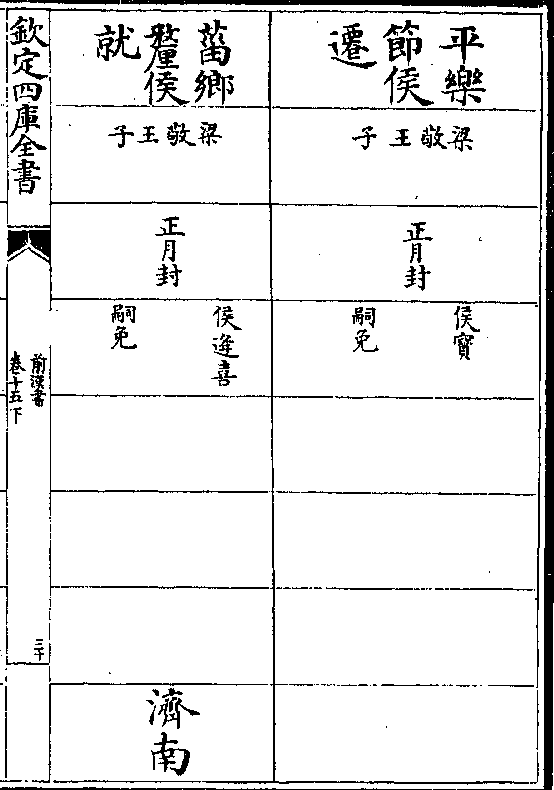 平樂
節侯
遷
梁敬王子
正月封
侯寶
嗣免
菑鄉
釐侯
就
梁敬王子
正月封
侯逢喜
嗣免
濟南
欽定四庫全書
前漢書
卷十五下
三十